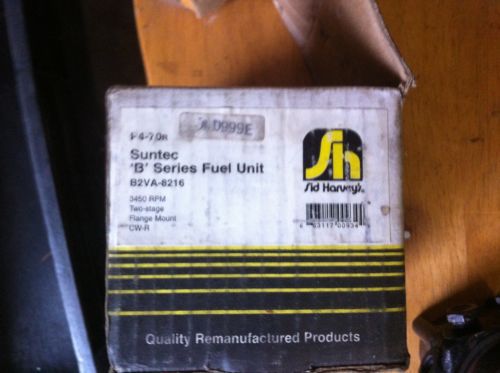 F4-70R
Suntec
'B' Series Fuel Unit
B2VA-8216
3450 RPM
Two-stage
Flange Mount
CW-R
Sh
Sid Harvey's
Quality Remanufactured Products